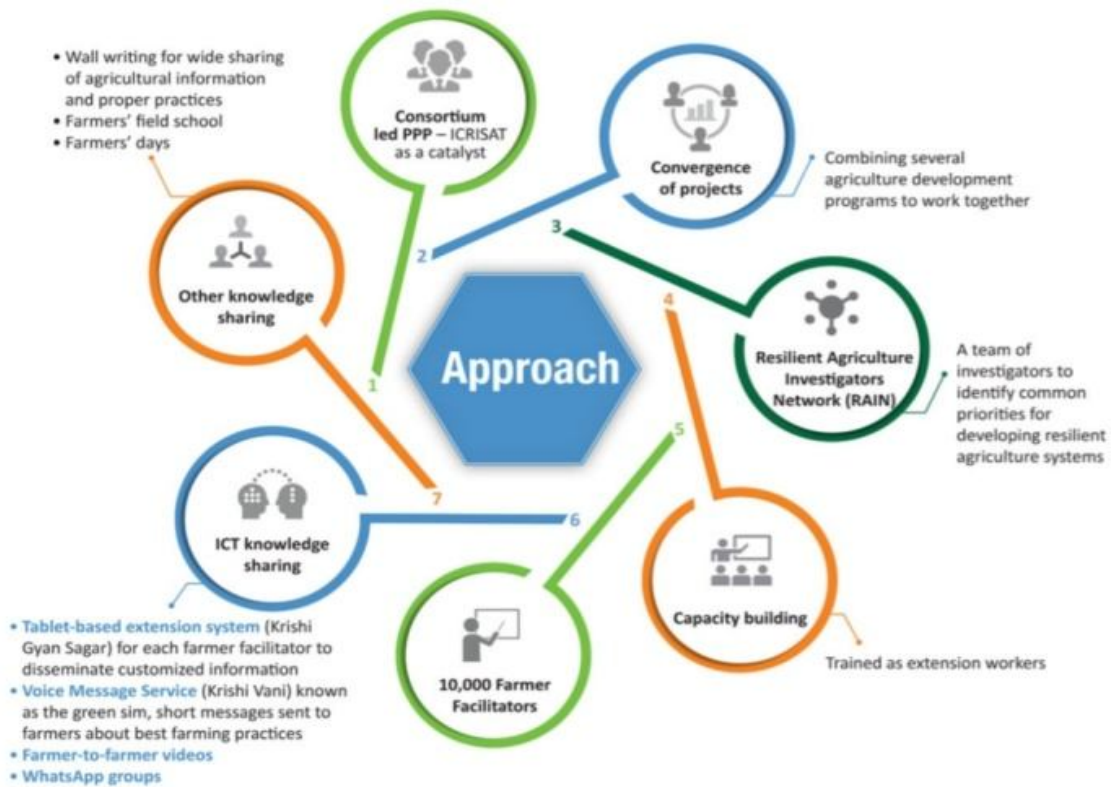 • Wall writing for wide sharing
of agricultural information
and proper practices
• Farmers' field school
• Farmers' days
Consortium
led PPP – ICRISAT
as a catalyst
Convergence
of projects
Combining several
agriculture development
programs to work together
Other knowledge
sharing
Resilient Agriculture
Investigators
Network (RAIN)
A team of
investigators to
identify common
priorities for
developing resilient
agriculture systems
Approach
1
2
3
4
5
6
7
ICT knowledge
sharing
Capacity building
Trained as extension workers
10,000 Farmer
Facilitators
• Tablet-based extension system (Krishi
Gyan Sagar) for each farmer facilitator to
disseminate customized information
• Voice Message Service (Krishi Vani) known
as the green sim, short messages sent to
farmers about best farming practices
• Farmer-to-farmer videos
• WhatsApp groups